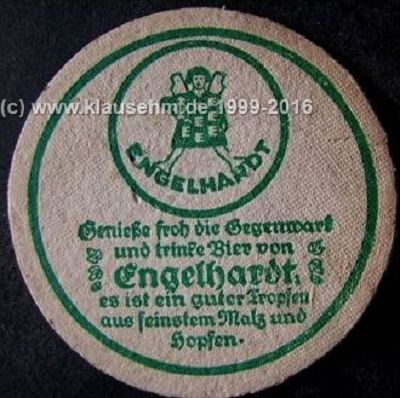 (c) www.klausehm.de 1999-2016
E E
E E
E E
ENGELHARDT
Genieße froh die Gegenwart
und trinke Bier von
Engelhardt,
es ist ein guter Tropfen
aus feinstem Malz und
Hopfen.